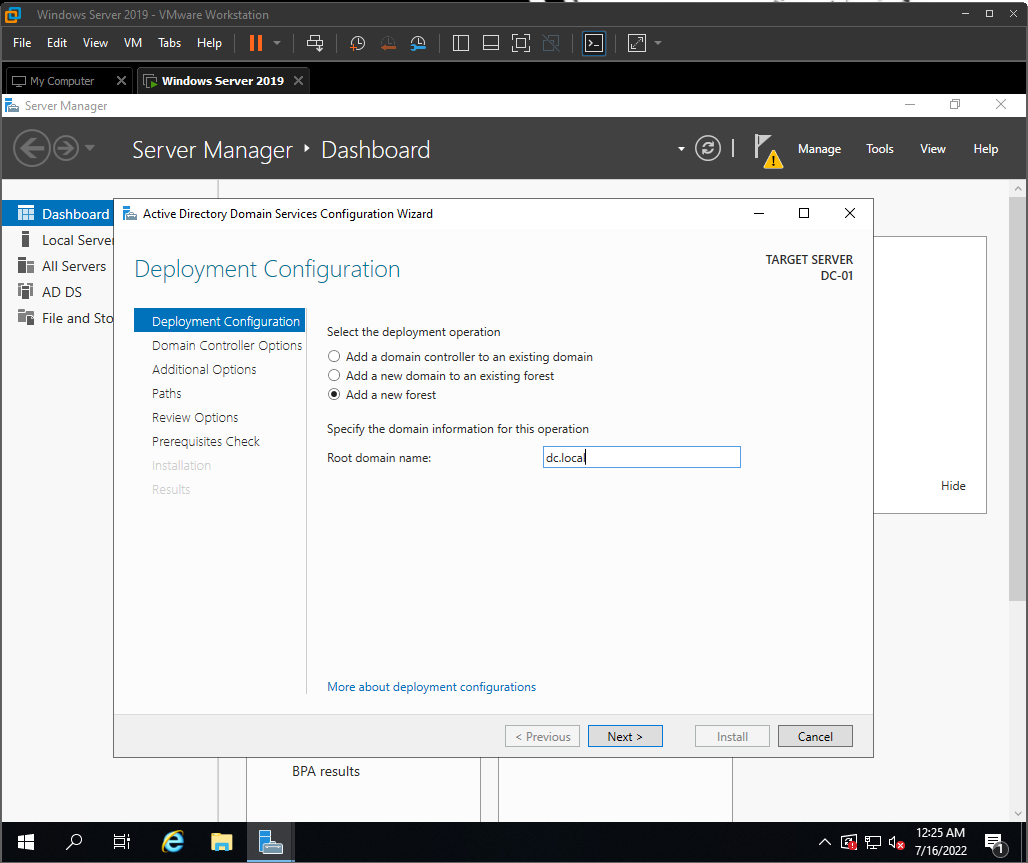 Windows Server 2019 - VMware Workstation
File Edit View VM Tabs Help
My Computer Windows Server 2019
Server Manager
Server Manager Dashboard
Manage Tools View Help
Dashboard
Local Server
All Servers
AD DS
File and Sto
Active Directory Domain Services Configuration Wizard
Deployment Configuration
TARGET SERVER
DC-01
Deployment Configuration
Domain Controller Options
Additional Options
Paths
Review Options
Prerequisites Check
Installation
Results
Select the deployment operation
Add a domain controller to an existing domain
Add a new domain to an existing forest
Add a new forest
Specify the domain information for this operation
Root domain name: dc.local
More about deployment configurations
< Previous Next > Install Cancel
Hide
BPA results
12:25 AM
7/16/2022
1